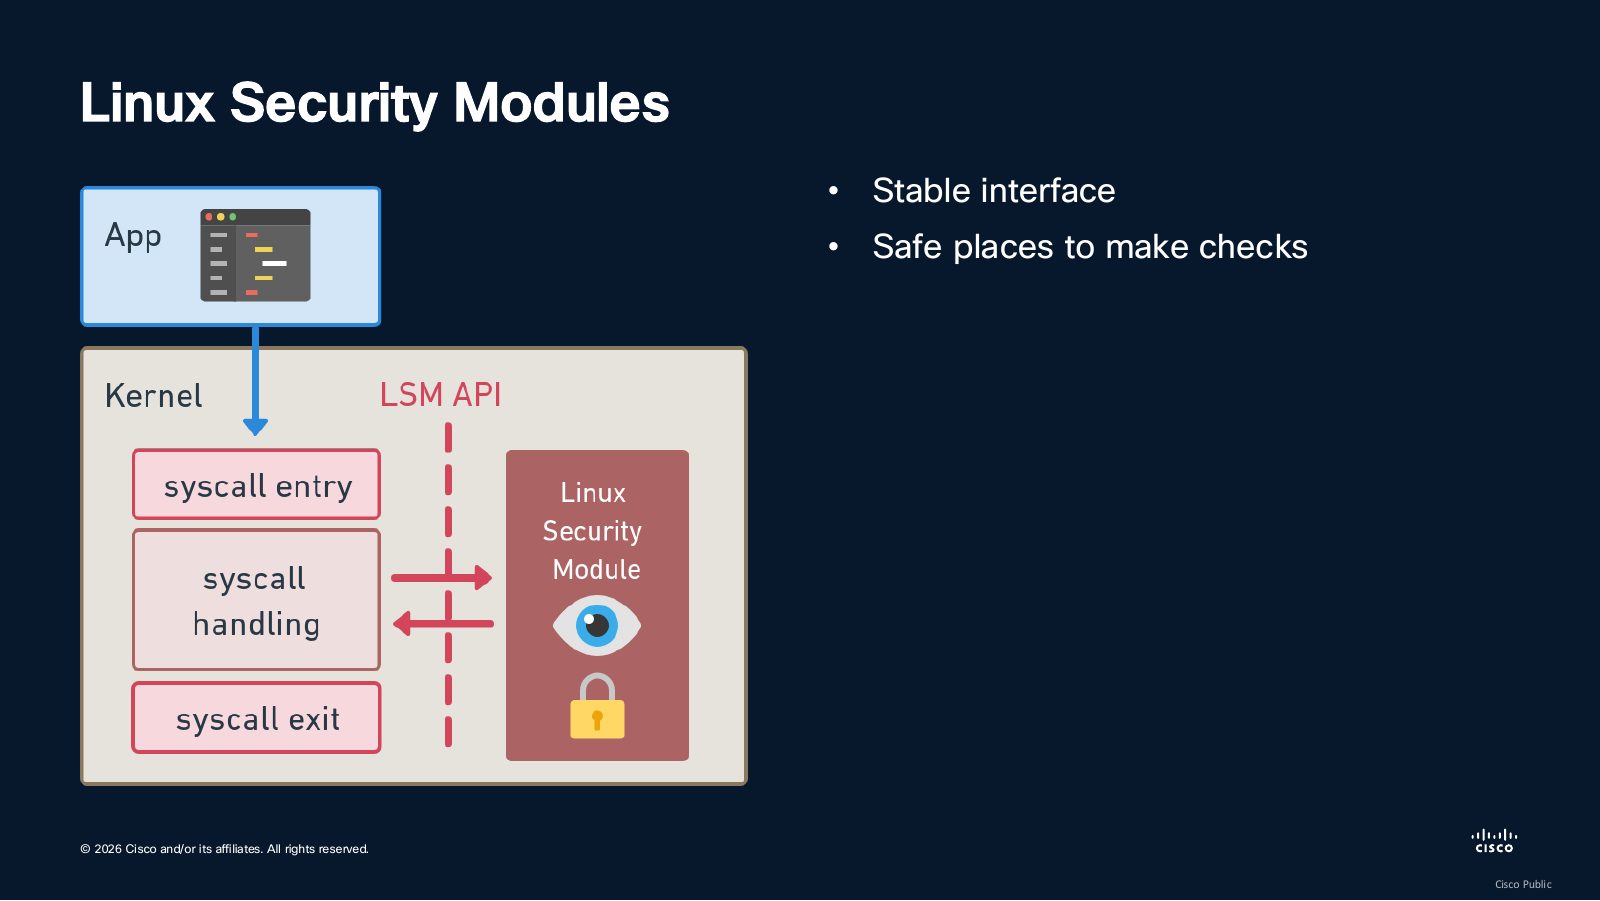 Linux Security Modules
App
Kernel
LSM API
syscall entry
syscall
handling
syscall exit
Linux
Security
Module
• Stable interface
• Safe places to make checks
© 2026 Cisco and/or its affiliates. All rights reserved.
CISCO
Cisco Public